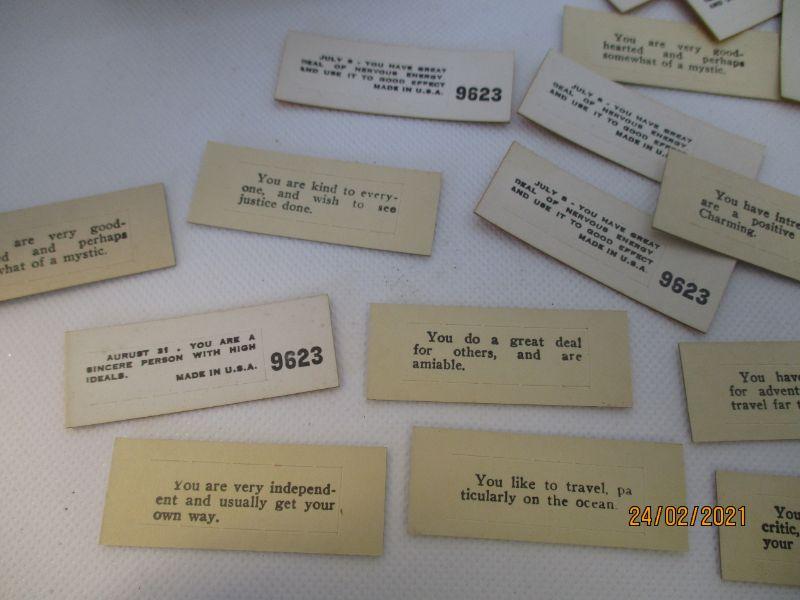 You are very good-
hearted and perhaps
somewhat of a mystic.
JULY 8 - YOU HAVE GREAT
DEAL OF NERVOUS ENERGY
AND USE IT TO GOOD EFFECT
MADE IN U.S.A.
9623
JULY 8 - YOU HAVE GREAT
DEAL OF NERVOUS ENERGY
AND USE IT TO GOOD EFFECT
MADE IN U.S.A.
You are kind to every-
one, and wish to see
justice done.
JULY 8 - YOU HAVE GREAT
DEAL OF NERVOUS ENERGY
AND USE IT TO GOOD EFFECT
MADE IN U.S.A.
9623
You have
are a positive
Charming.
are very good-
and perhaps
of a mystic.
AURUST 21 - YOU ARE A
SINCERE PERSON WITH HIGH
IDEALS.
MADE IN U.S.A.
9623
You do a great deal
for others, and are
amiable.
You have
for
travel far
You are very independ-
ent and usually get your
own way.
You like to travel, pa
ticularly on the ocean.
You
critic,
your
24/02/2021